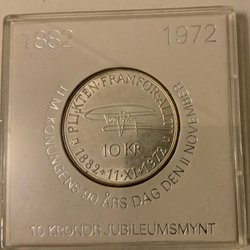 1882 1972
H.M. KONUNGENS 90 ÅRS DAG DEN 11 NOVEMBER
PLIKTEN FRAMFÖR ALLT
10 KR
1882·11·XI·1972
10 KRONOR JUBILEUMSMYNT